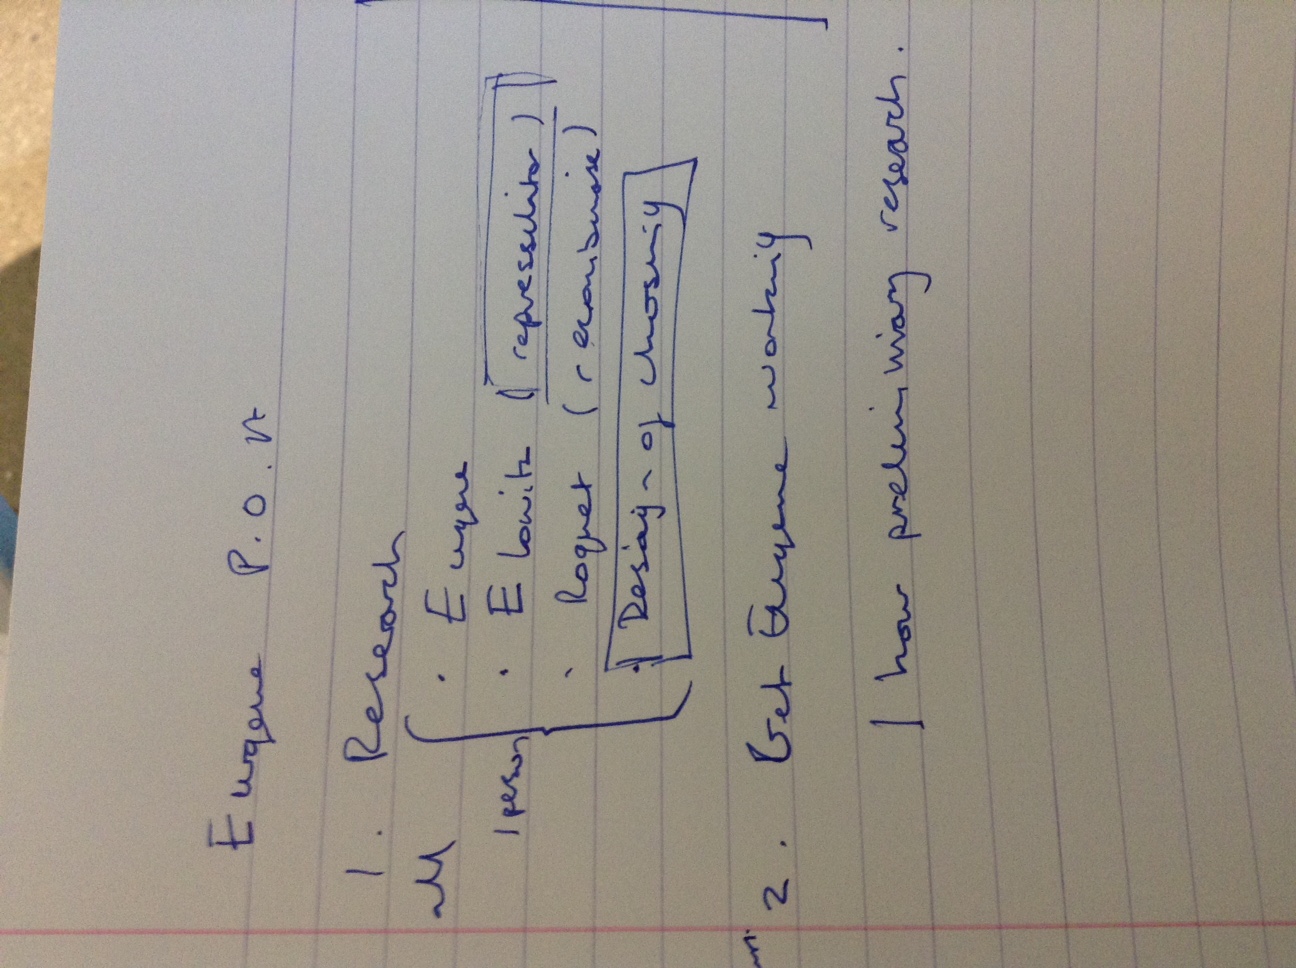 Eugene P.O.A
1. Research
All
· Eugene
1 person
· Elowitz (repressilator)
· Roquet (recombinase)
· Design of choosing
2. Get Eugene working
1 hour preliminary research.